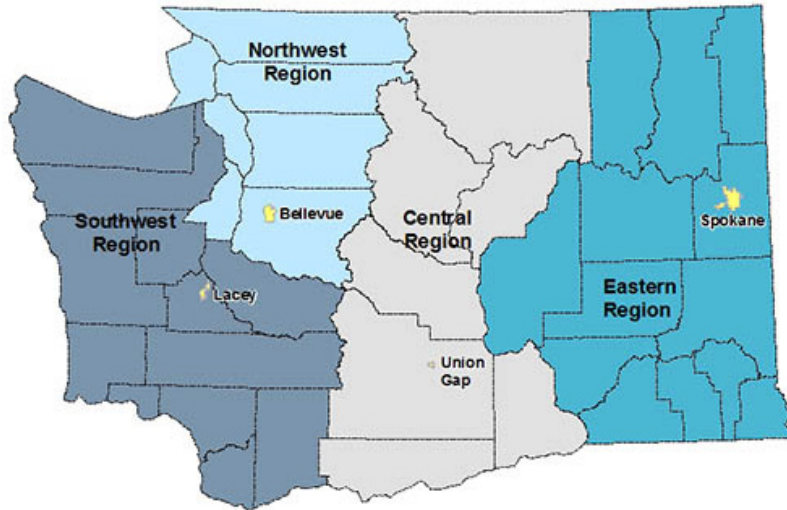 Northwest
Region
Southwest
Region
Bellevue
Central
Region
Spokane
Lacey
Eastern
Region
Union
Gap